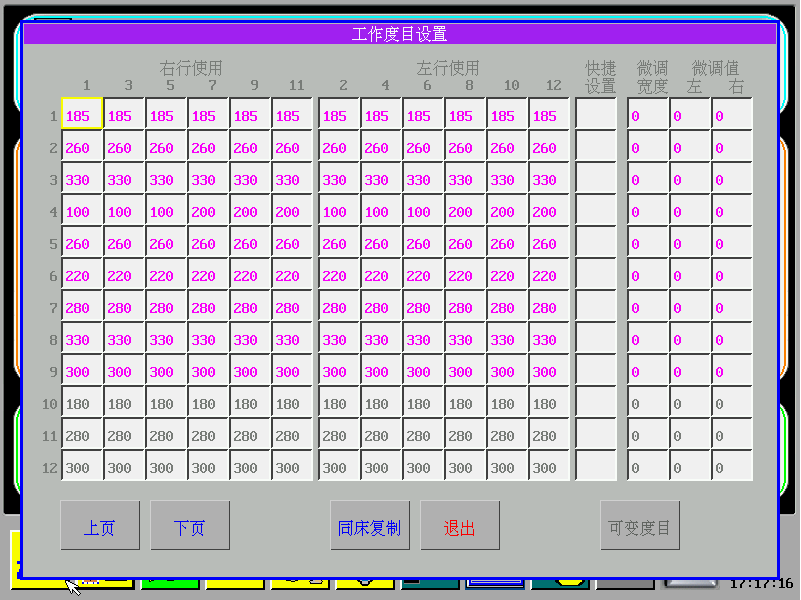 工作度目设置
右行使用 左行使用 快捷 微调 微调值
1 3 5 7 9 11 2 4 6 8 10 12 设置 宽度 左 右
1 185 185 185 185 185 185 185 185 185 185 185 185 0 0 0
2 260 260 260 260 260 260 260 260 260 260 260 260 0 0 0
3 330 330 330 330 330 330 330 330 330 330 330 330 0 0 0
4 100 100 100 200 200 200 100 100 100 200 200 200 0 0 0
5 260 260 260 260 260 260 260 260 260 260 260 260 0 0 0
6 220 220 220 220 220 220 220 220 220 220 220 220 0 0 0
7 280 280 280 280 280 280 280 280 280 280 280 280 0 0 0
8 330 330 330 330 330 330 330 330 330 330 330 330 0 0 0
9 300 300 300 300 300 300 300 300 300 300 300 300 0 0 0
10 180 180 180 180 180 180 180 180 180 180 180 180 0 0 0
11 280 280 280 280 280 280 280 280 280 280 280 280 0 0 0
12 300 300 300 300 300 300 300 300 300 300 300 300 0 0 0
上页 下页 同床复制 退出 可变度目
17:17:16